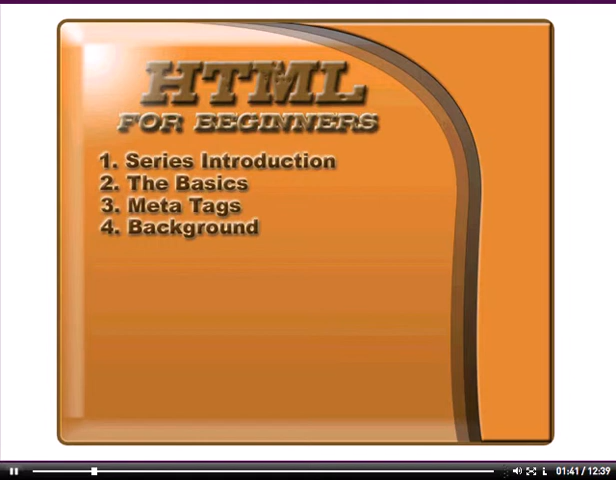 HTML
FOR BEGINNERS
1. Series Introduction
2. The Basics
3. Meta Tags
4. Background
01:41 / 12:39